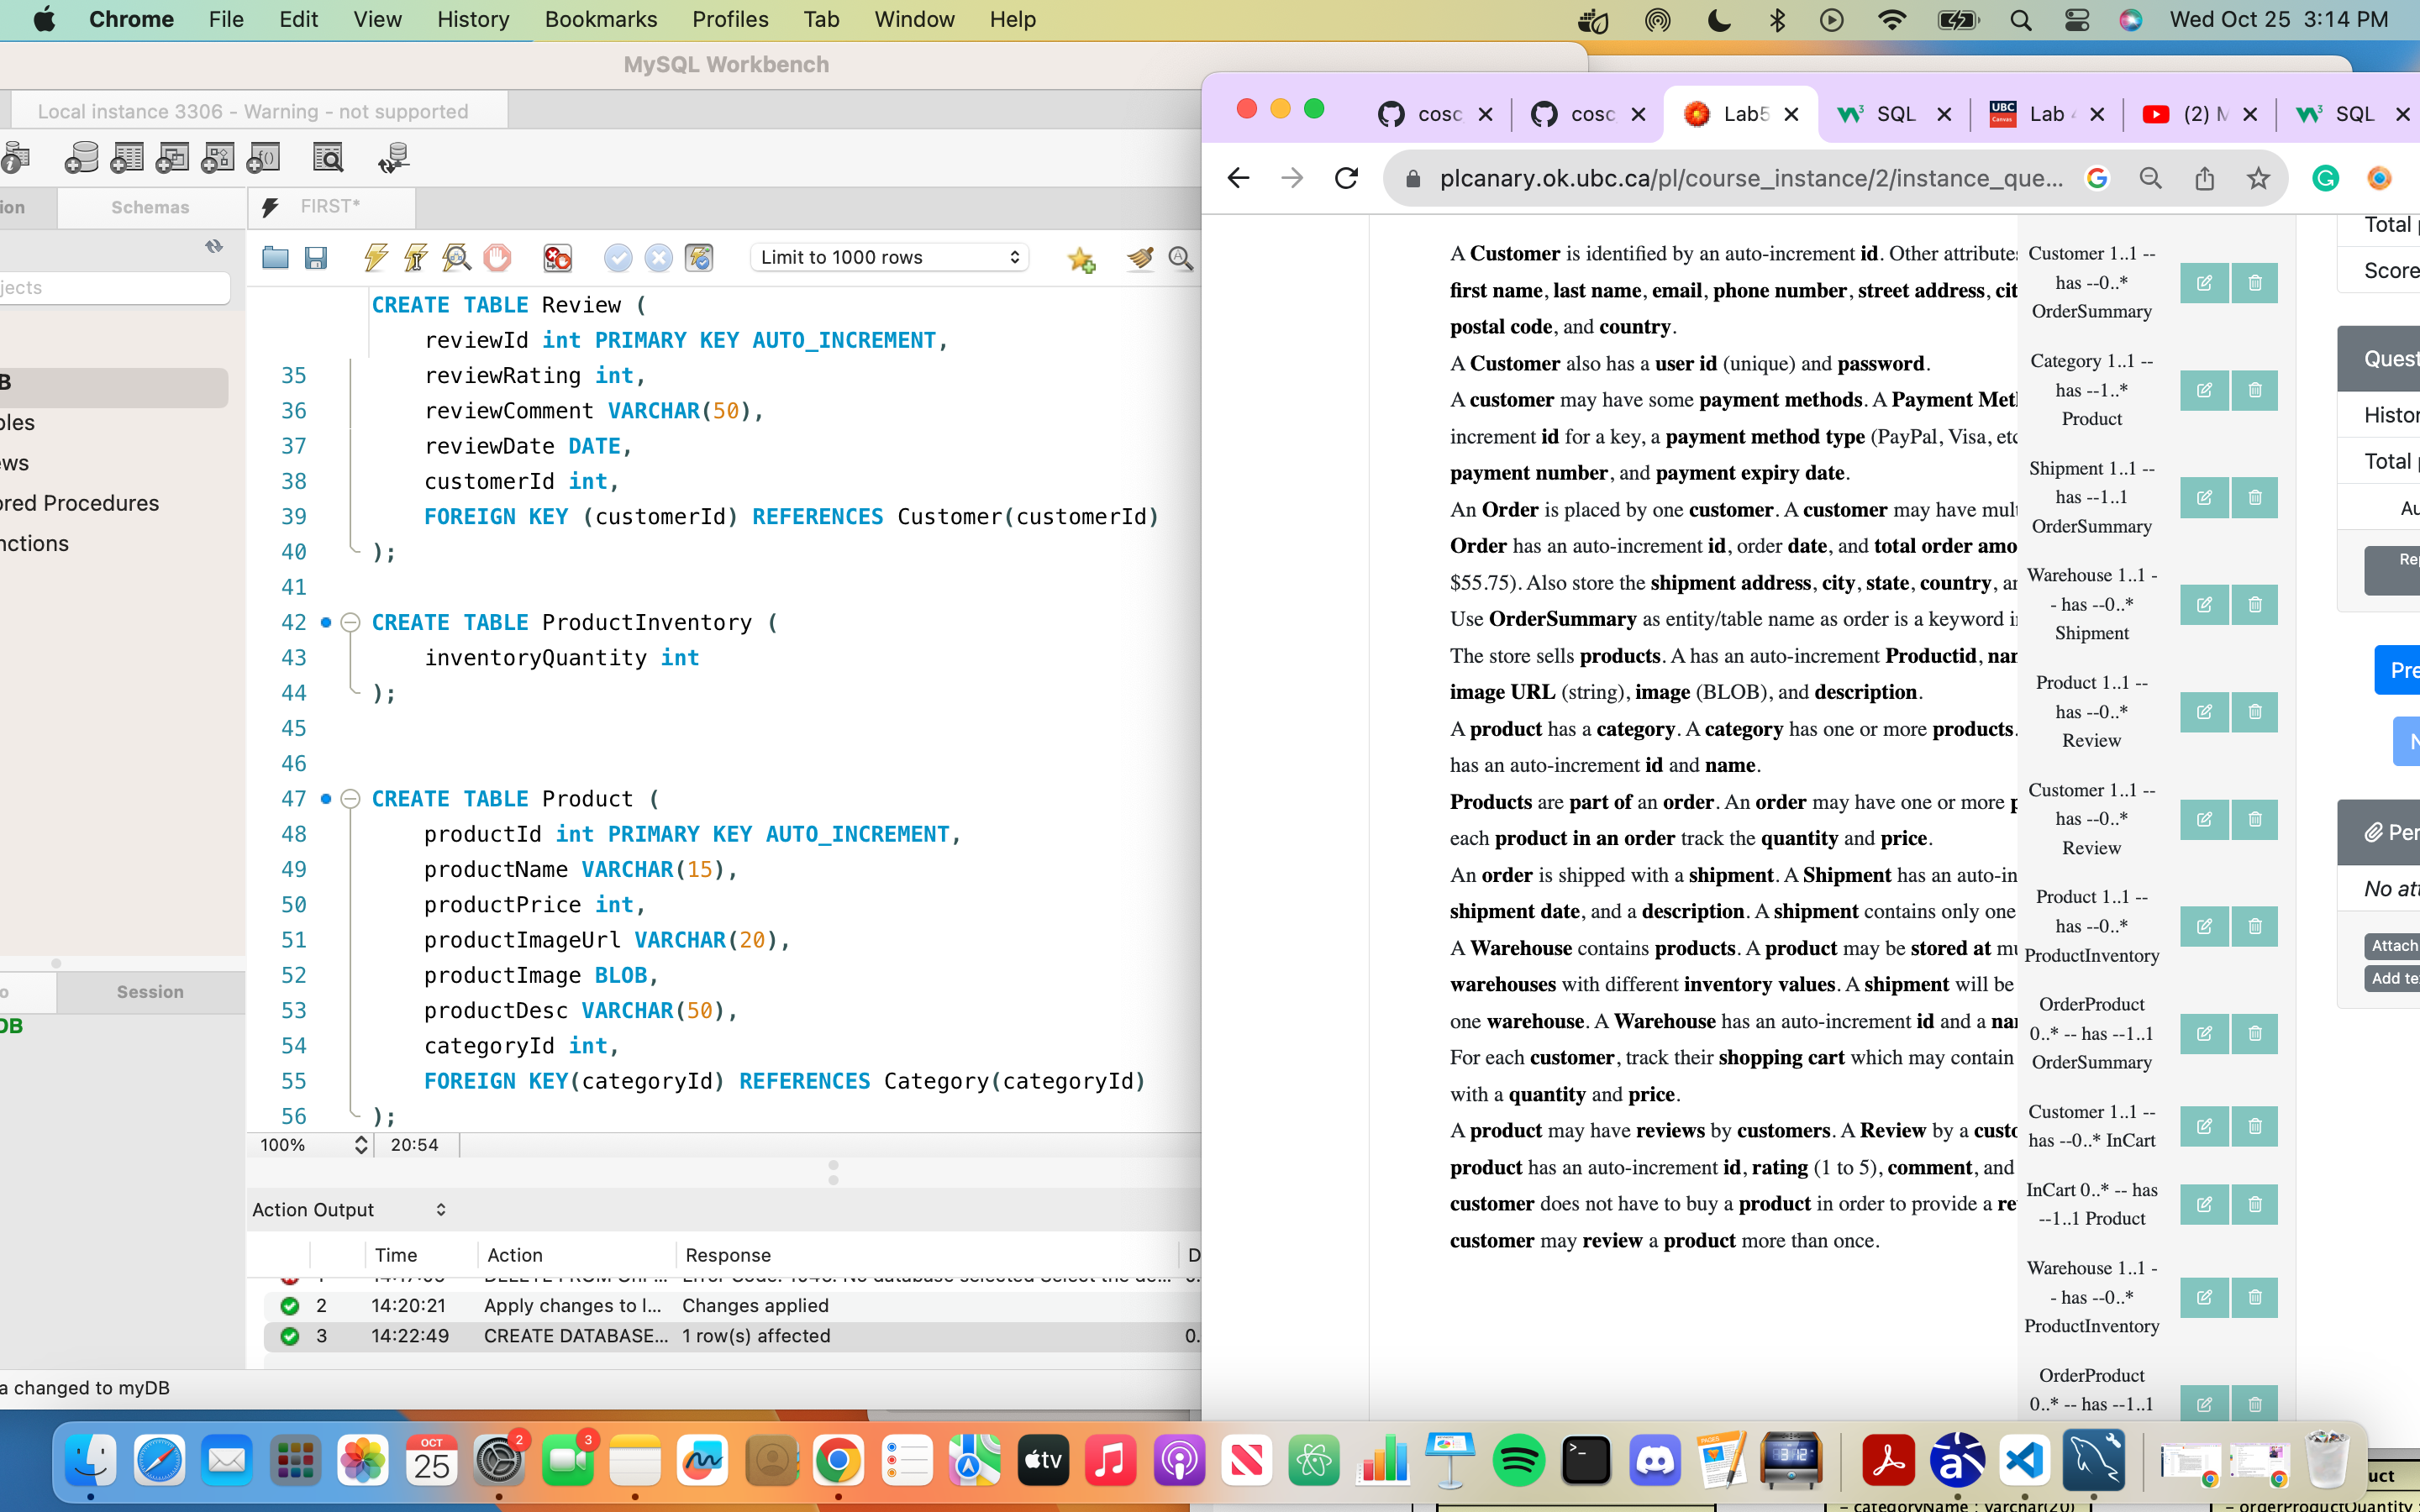 Chrome File Edit View History Bookmarks Profiles Tab Window Help Wed Oct 25 3:14 PM
MySQL Workbench
Local instance 3306 - Warning - not supported
Schemas
FIRST*
Limit to 1000 rows
jects
B
bles
ews
ored Procedures
nctions
Session
DB
CREATE TABLE Review (
reviewId int PRIMARY KEY AUTO_INCREMENT,
35 reviewRating int,
36 reviewComment VARCHAR(50),
37 reviewDate DATE,
38 customerId int,
39 FOREIGN KEY (customerId) REFERENCES Customer(customerId)
40 );
41
42 CREATE TABLE ProductInventory (
43 inventoryQuantity int
44 );
45
46
47 CREATE TABLE Product (
48 productId int PRIMARY KEY AUTO_INCREMENT,
49 productName VARCHAR(15),
50 productPrice int,
51 productImageUrl VARCHAR(20),
52 productImage BLOB,
53 productDesc VARCHAR(50),
54 categoryId int,
55 FOREIGN KEY(categoryId) REFERENCES Category(categoryId)
56 );
100% 20:54
Action Output
Time Action Response D
2 14:20:21 Apply changes to l... Changes applied
3 14:22:49 CREATE DATABASE... 1 row(s) affected 0.
a changed to myDB
cosc cosc Lab5 SQL Lab 4 (2) M SQL
plcanary.ok.ubc.ca/pl/course_instance/2/instance_que...
A Customer is identified by an auto-increment id. Other attributes
first name, last name, email, phone number, street address, cit
postal code, and country.
A Customer also has a user id (unique) and password.
A customer may have some payment methods. A Payment Metl
increment id for a key, a payment method type (PayPal, Visa, etc
payment number, and payment expiry date.
An Order is placed by one customer. A customer may have mul
Order has an auto-increment id, order date, and total order amo
$55.75). Also store the shipment address, city, state, country, an
Use OrderSummary as entity/table name as order is a keyword i
The store sells products. A has an auto-increment Productid, nan
image URL (string), image (BLOB), and description.
A product has a category. A category has one or more products.
has an auto-increment id and name.
Products are part of an order. An order may have one or more p
each product in an order track the quantity and price.
An order is shipped with a shipment. A Shipment has an auto-in
shipment date, and a description. A shipment contains only one
A Warehouse contains products. A product may be stored at mu
warehouses with different inventory values. A shipment will be
one warehouse. A Warehouse has an auto-increment id and a nan
For each customer, track their shopping cart which may contain
with a quantity and price.
A product may have reviews by customers. A Review by a custo
product has an auto-increment id, rating (1 to 5), comment, and
customer does not have to buy a product in order to provide a re
customer may review a product more than once.
Customer 1..1 --
has --0..*
OrderSummary
Category 1..1 --
has --1..*
Product
Shipment 1..1 --
has --1..1
OrderSummary
Warehouse 1..1 -
- has --0..*
Shipment
Product 1..1 --
has --0..*
Review
Customer 1..1 --
has --0..*
Review
Product 1..1 --
has --0..*
ProductInventory
OrderProduct
0..* -- has --1..1
OrderSummary
Customer 1..1 --
has --0..* InCart
InCart 0..* -- has
--1..1 Product
Warehouse 1..1 -
- has --0..*
ProductInventory
OrderProduct
0..* -- has --1..1
Total
Score
Quest
Histor
Total
Au
Re
Pre
N
Per
No att
Attach
Add te
OCT
25
2
3
tv
- categoryName : varchar(20)
uct
- orderProductQuantity